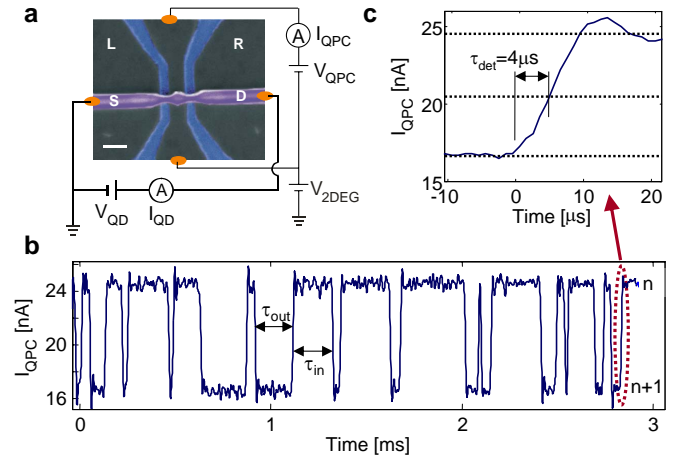 a
L R
S D
A I_QPC
V_QPC
V_QD
A
I_QD
V_2DEG
c
I_QPC [nA]
25
20
15
τ_det=4μs
-10 0 10 20
Time [μs]
b
I_QPC [nA]
24
20
16
τ_out
τ_in
n
n+1
0 1 2 3
Time [ms]